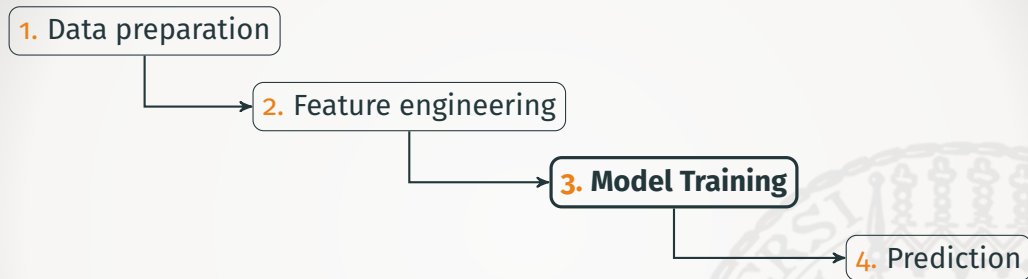 1. Data preparation
2. Feature engineering
3. Model Training
4. Prediction